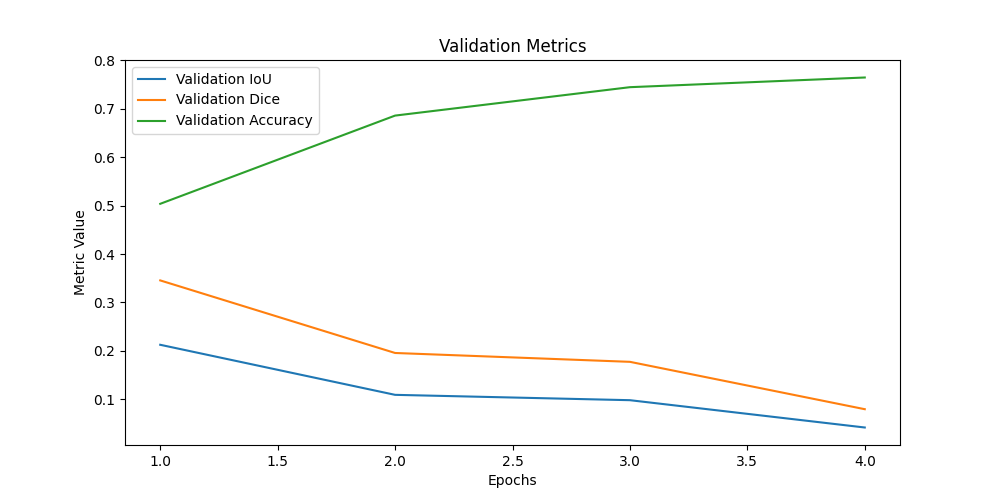 Validation Metrics
0.8
0.7
0.6
0.5
0.4
0.3
0.2
0.1
Metric Value
Validation IoU
Validation Dice
Validation Accuracy
1.0 1.5 2.0 2.5 3.0 3.5 4.0
Epochs